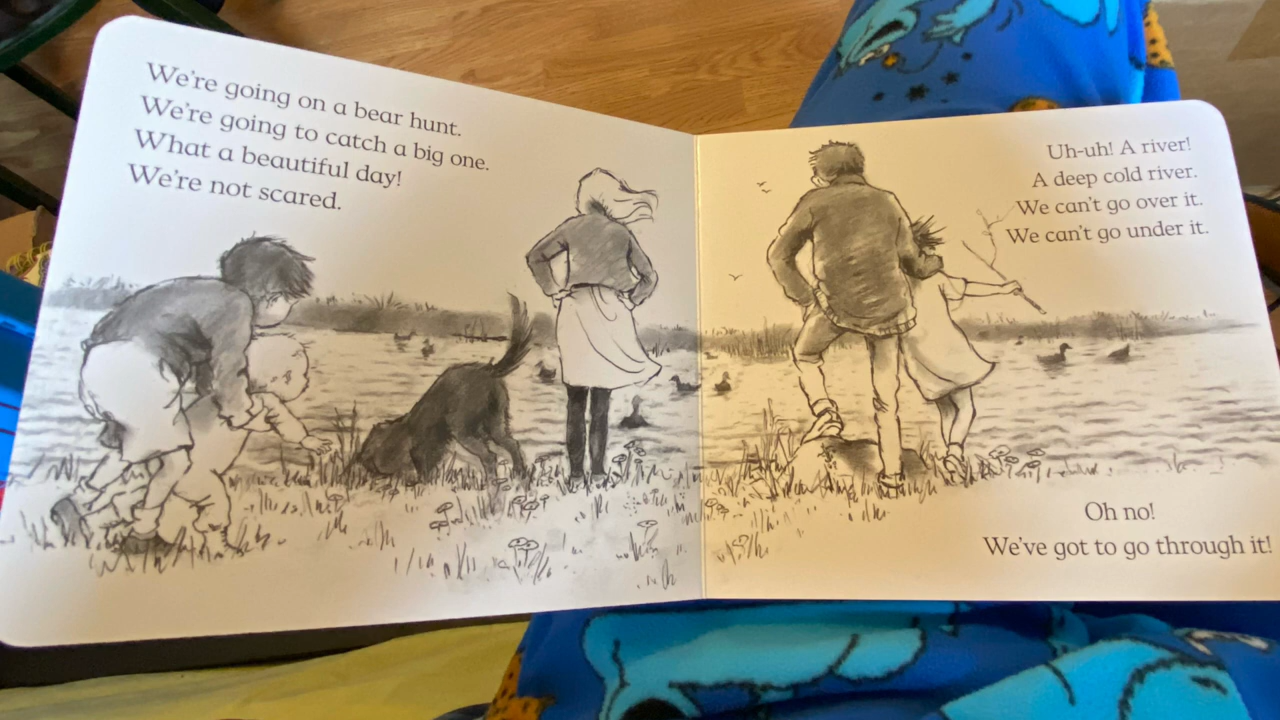 We're going on a bear hunt.
We're going to catch a big one.
What a beautiful day!
We're not scared.
Uh-uh! A river!
A deep cold river.
We can't go over it.
We can't go under it.
Oh no!
We've got to go through it!